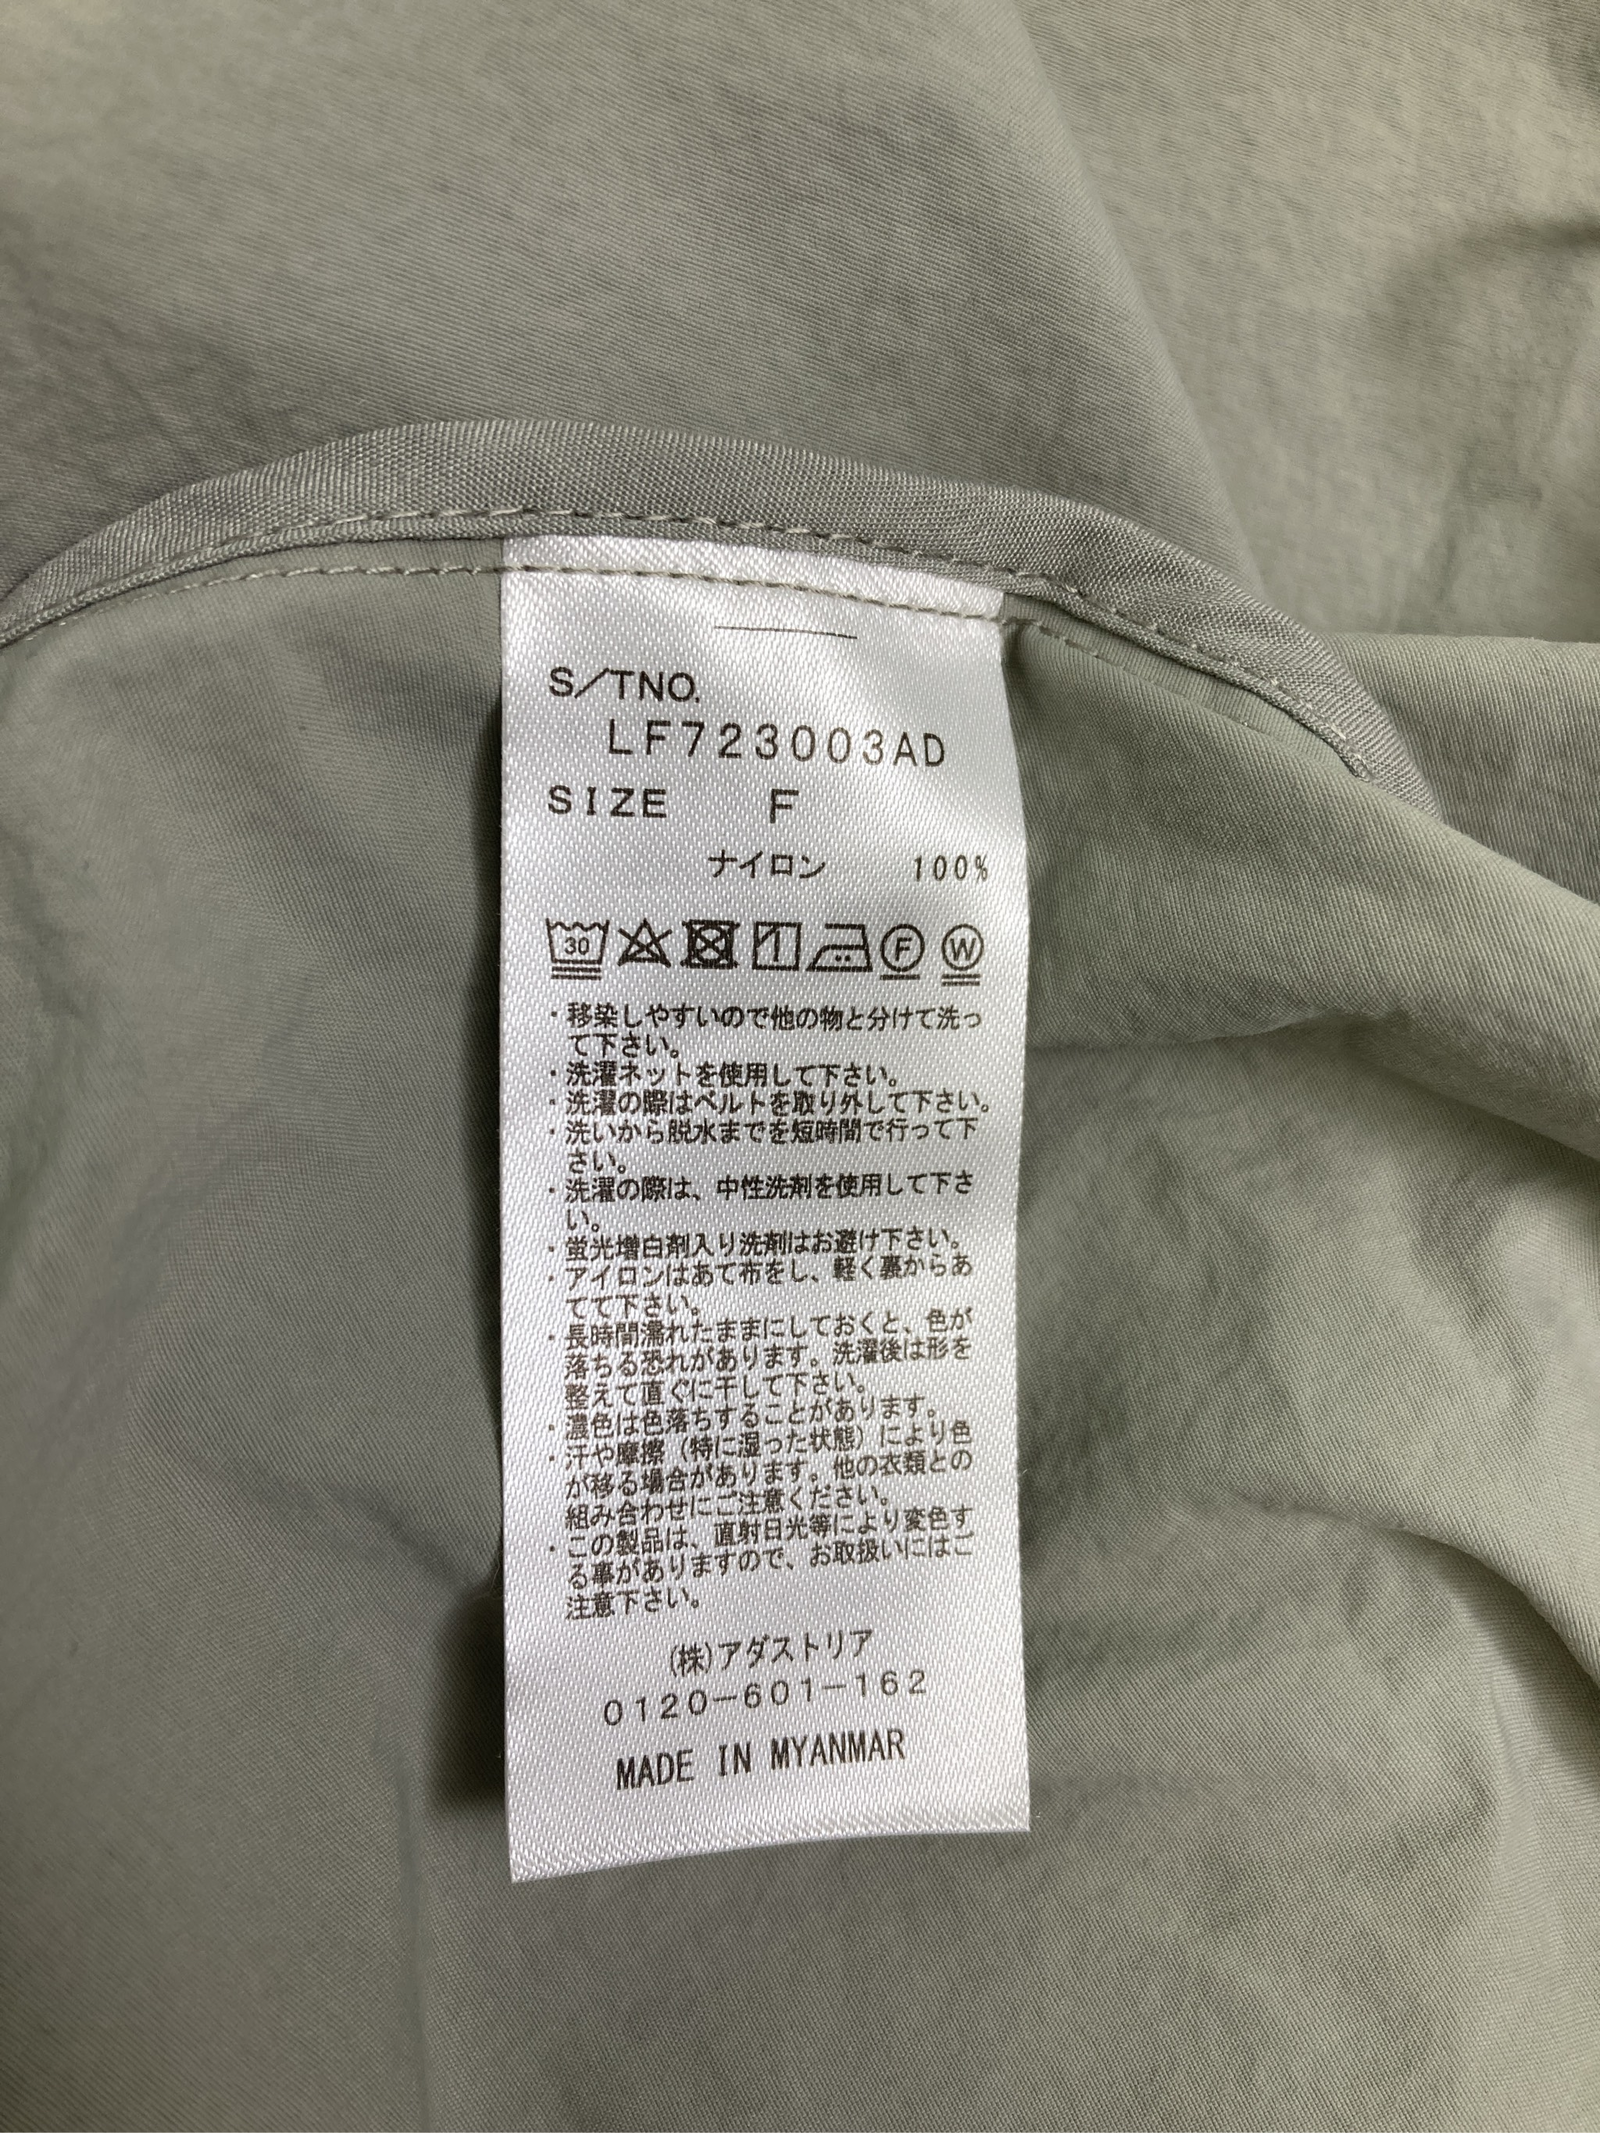 S/TNO.
LF723003AD
SIZE F
ナイロン 100%
30
F
W
・移染しやすいので他の物と分けて洗っ
て下さい。
・洗濯ネットを使用して下さい。
・洗濯の際はベルトを取り外して下さい。
・洗いから脱水までを短時間で行って下
さい。
・洗濯の際は、中性洗剤を使用して下さ
い。
・蛍光増白剤入り洗剤はお避け下さい。
・アイロンはあて布をし、軽く裏からあ
てて下さい。
・長時間濡れたままにしておくと、色が
落ちる恐れがあります。洗濯後は形を
整えて直ぐに干して下さい。
・濃色は色落ちすることがあります。
・汗や摩擦（特に湿った状態）により色
が移る場合があります。他の衣類との
組み合わせにご注意ください。
・この製品は、直射日光等により変色す
る事がありますので、お取扱いにはご
注意下さい。
(株)アダストリア
0120-601-162
MADE IN MYANMAR